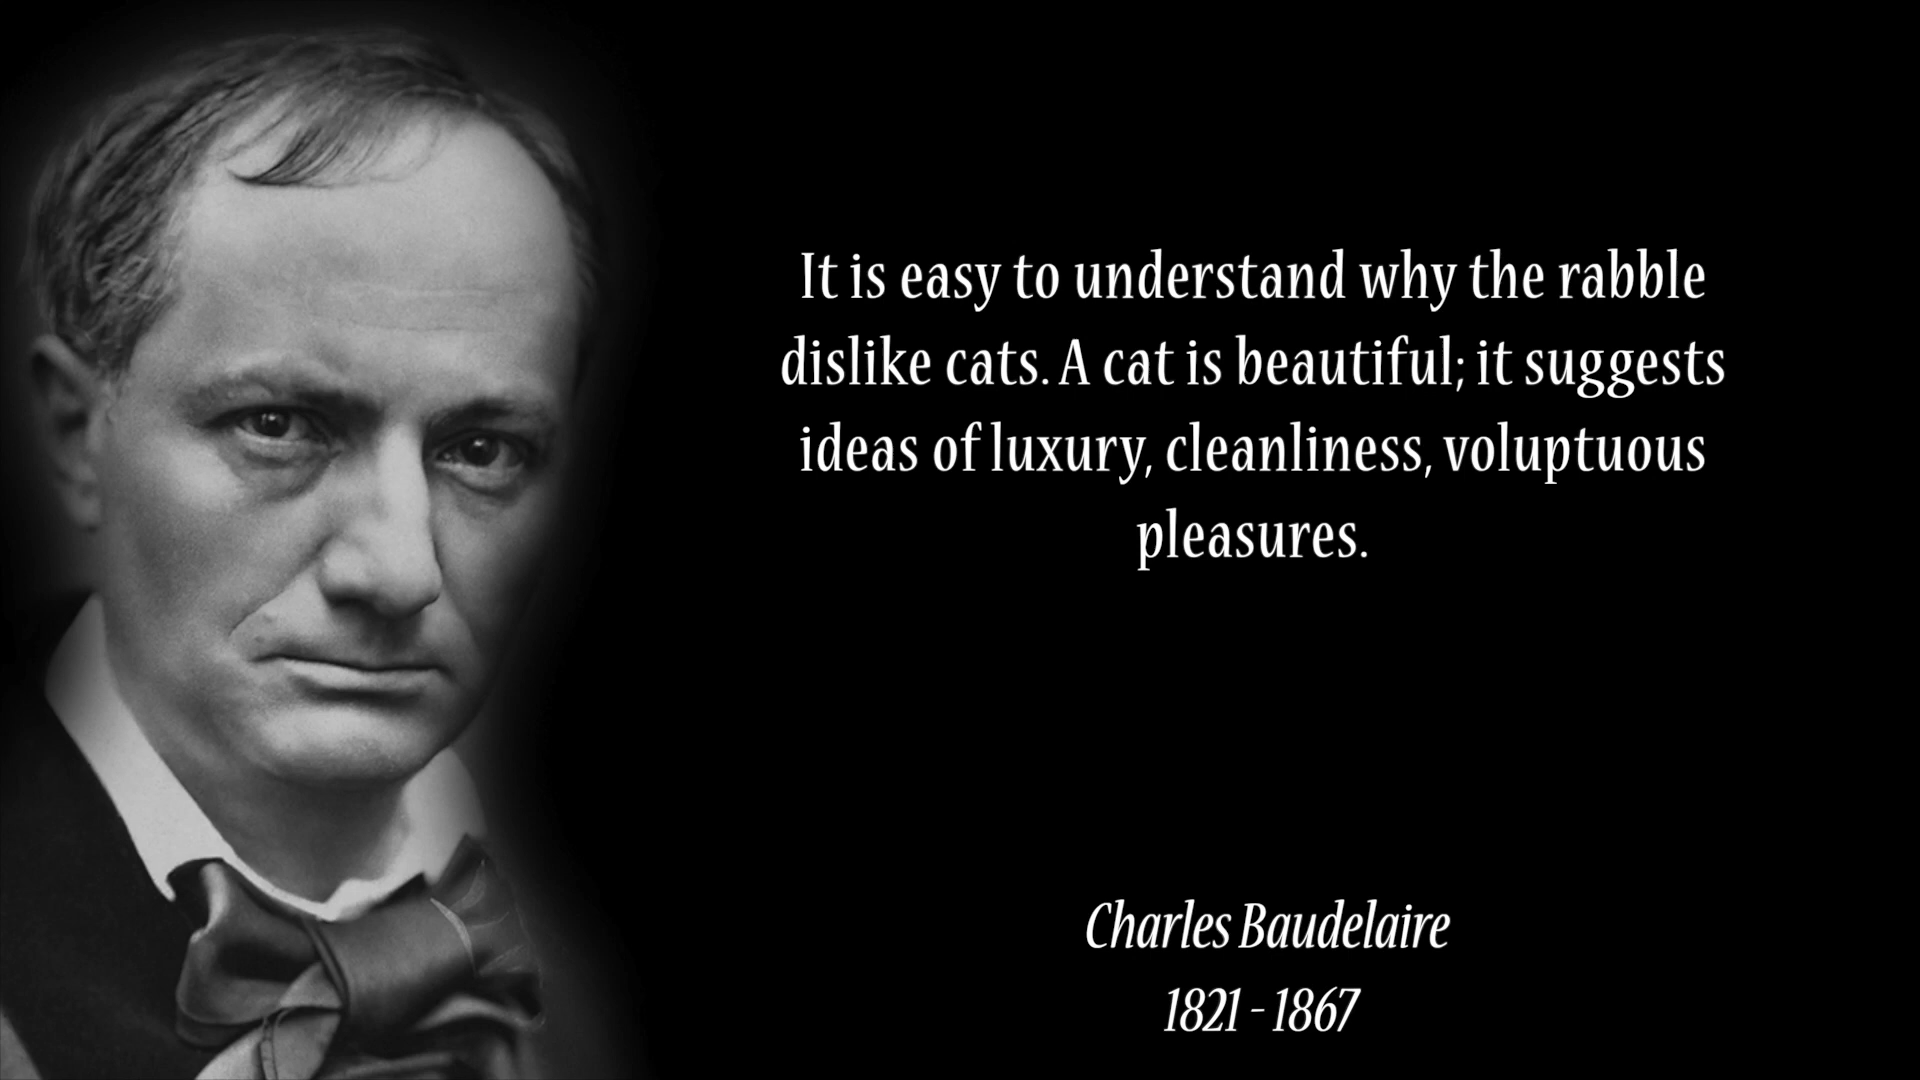 It is easy to understand why the rabble
dislike cats. A cat is beautiful; it suggests
ideas of luxury, cleanliness, voluptuous
pleasures.
Charles Baudelaire
1821 - 1867